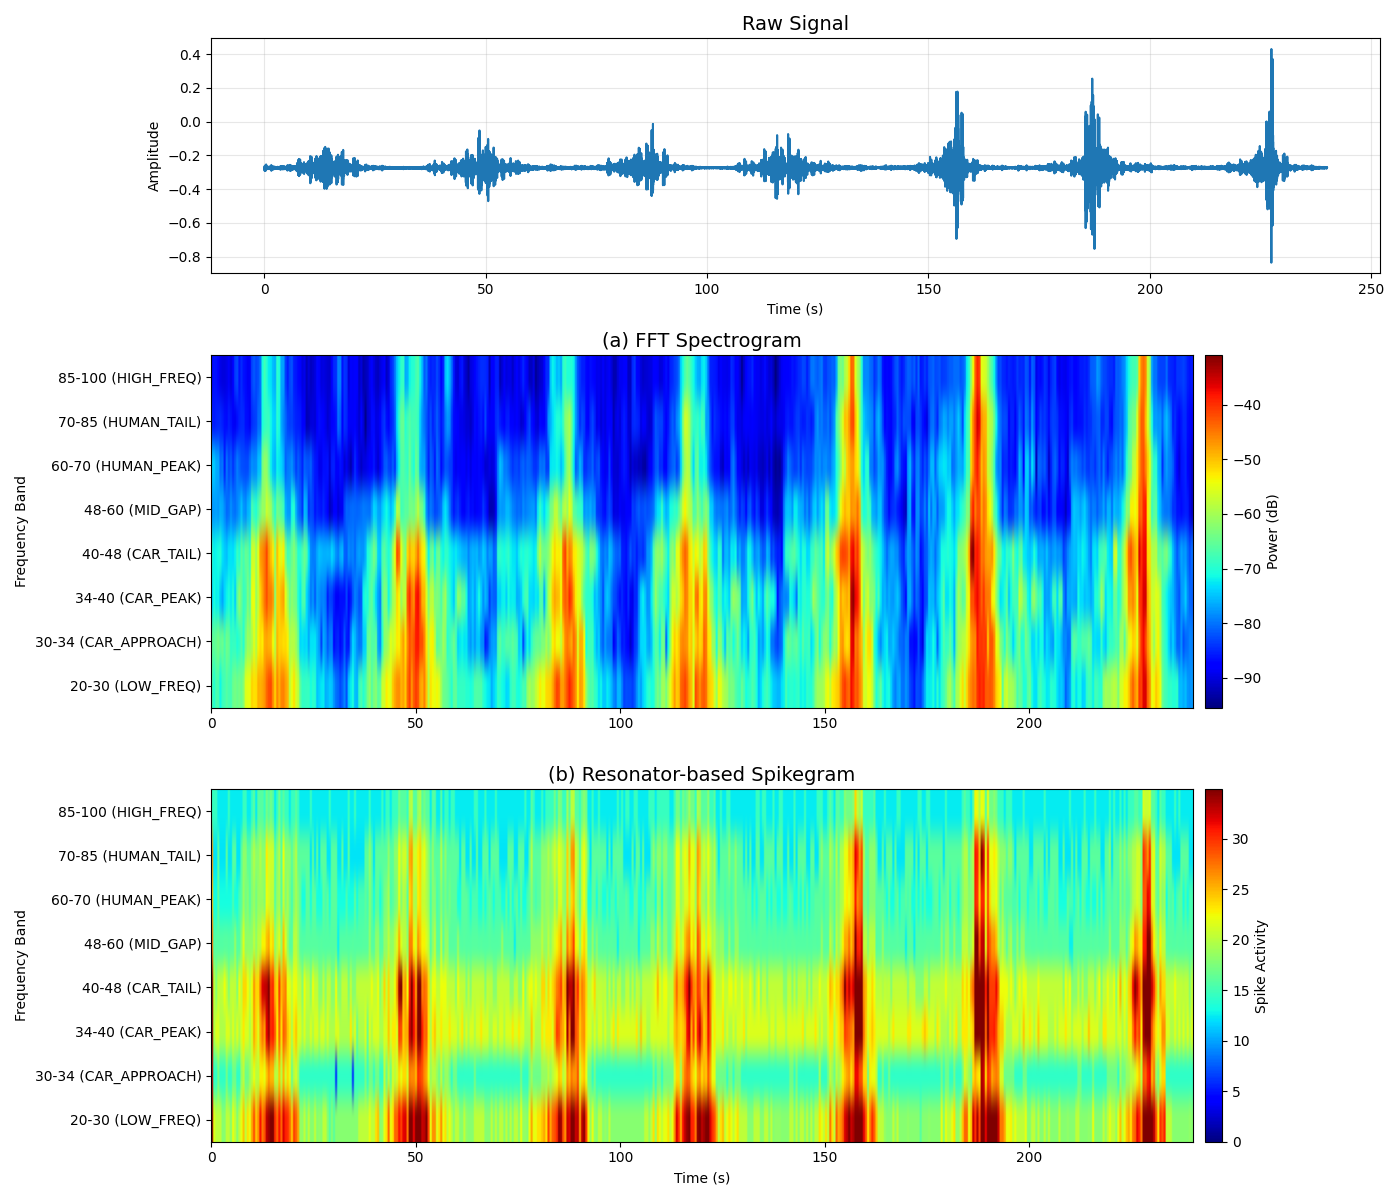 Raw Signal
Amplitude
0.4
0.2
0.0
−0.2
−0.4
−0.6
−0.8
0
50
100
150
200
250
Time (s)
(a) FFT Spectrogram
Frequency Band
85-100 (HIGH_FREQ)
70-85 (HUMAN_TAIL)
60-70 (HUMAN_PEAK)
48-60 (MID_GAP)
40-48 (CAR_TAIL)
34-40 (CAR_PEAK)
30-34 (CAR_APPROACH)
20-30 (LOW_FREQ)
0
50
100
150
200
−40
−50
−60
−70
−80
−90
Power (dB)
(b) Resonator-based Spikegram
Frequency Band
85-100 (HIGH_FREQ)
70-85 (HUMAN_TAIL)
60-70 (HUMAN_PEAK)
48-60 (MID_GAP)
40-48 (CAR_TAIL)
34-40 (CAR_PEAK)
30-34 (CAR_APPROACH)
20-30 (LOW_FREQ)
0
50
100
150
200
Time (s)
30
25
20
15
10
5
0
Spike Activity